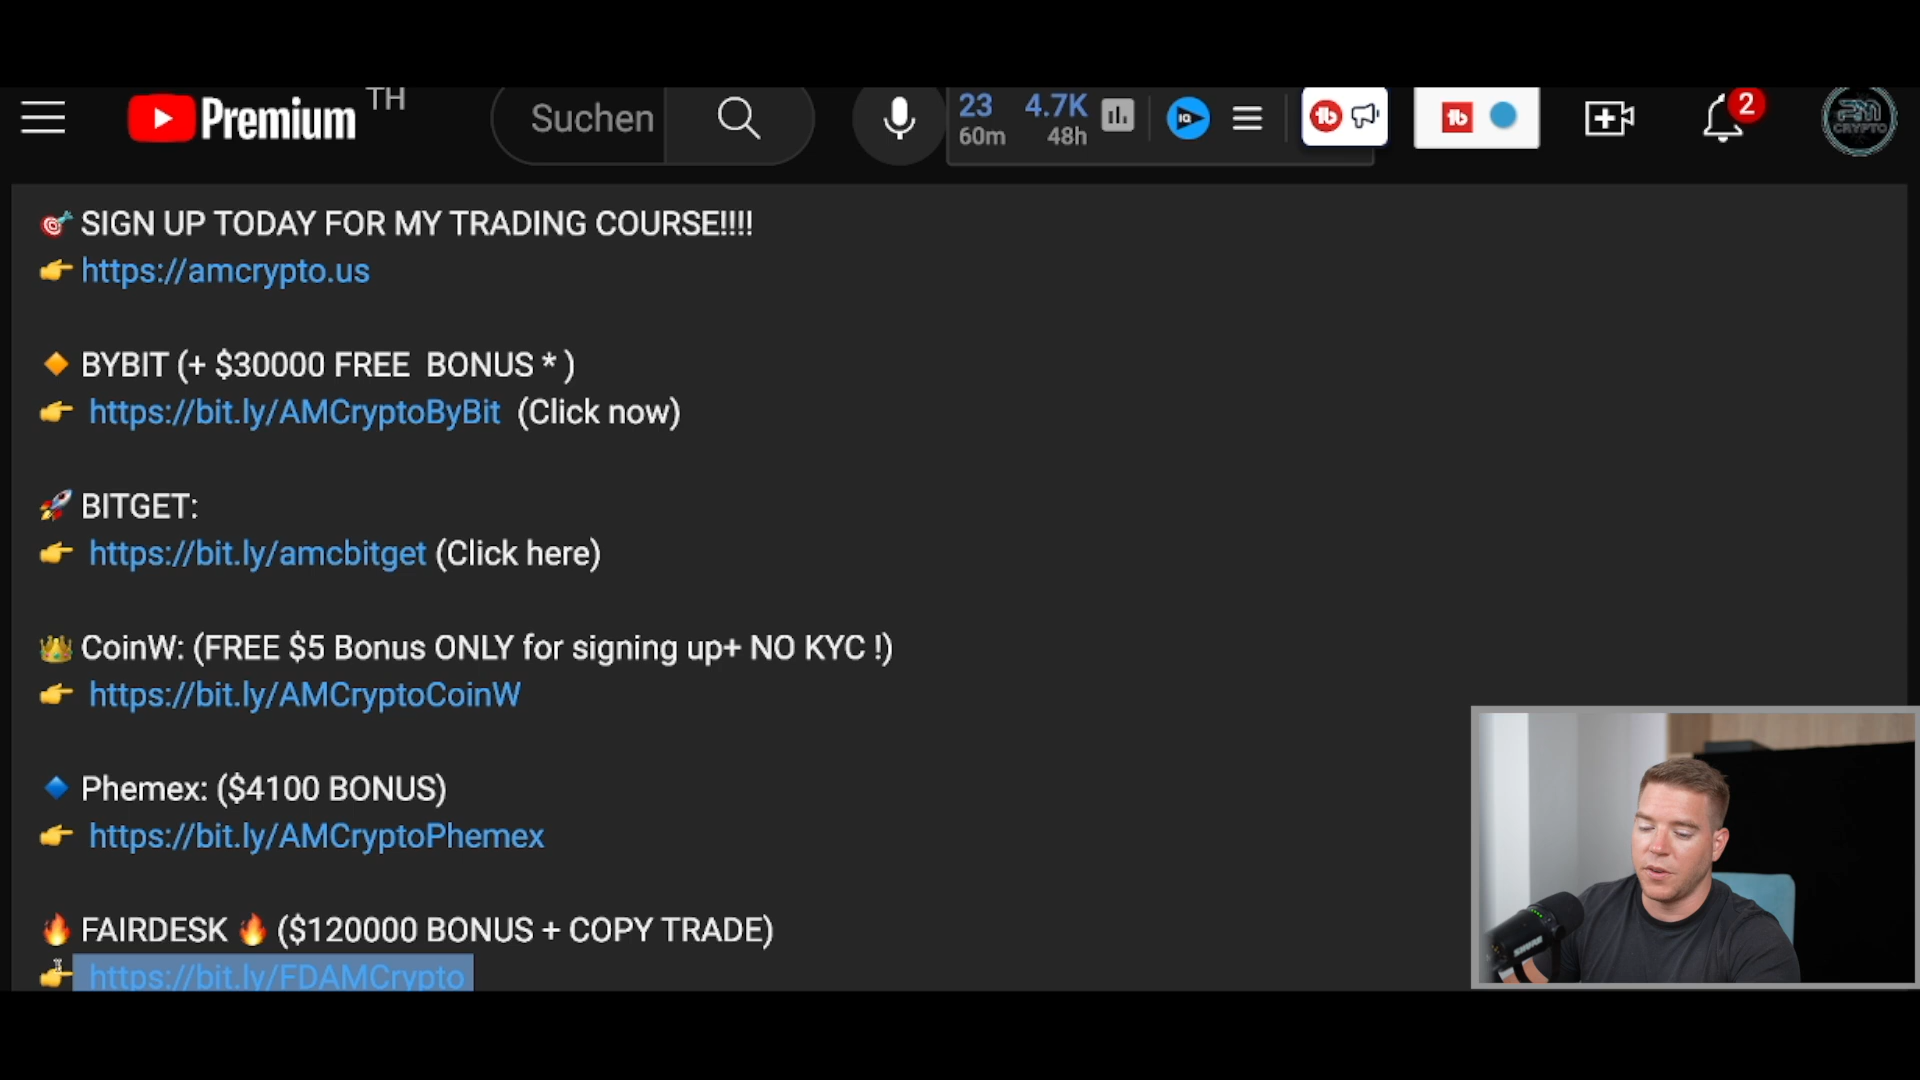 Premium TH
Suchen
23 4.7K
60m 48h
2
CRYPTO
SIGN UP TODAY FOR MY TRADING COURSE!!!!
https://amcrypto.us
BYBIT (+ $30000 FREE BONUS * )
https://bit.ly/AMCryptoByBit (Click now)
BITGET:
https://bit.ly/amcbitget (Click here)
CoinW: (FREE $5 Bonus ONLY for signing up+ NO KYC !)
https://bit.ly/AMCryptoCoinW
Phemex: ($4100 BONUS)
https://bit.ly/AMCryptoPhemex
FAIRDESK ($120000 BONUS + COPY TRADE)
https://bit.ly/FDAMCrypto
SHURE